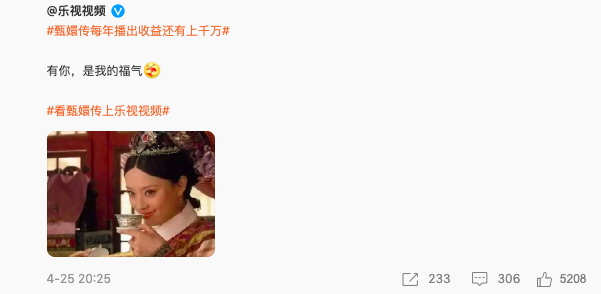 @乐视视频
#甄嬛传每年播出收益还有上千万#
有你，是我的福气
#看甄嬛传上乐视视频#
4-25 20:25
233
306
5208